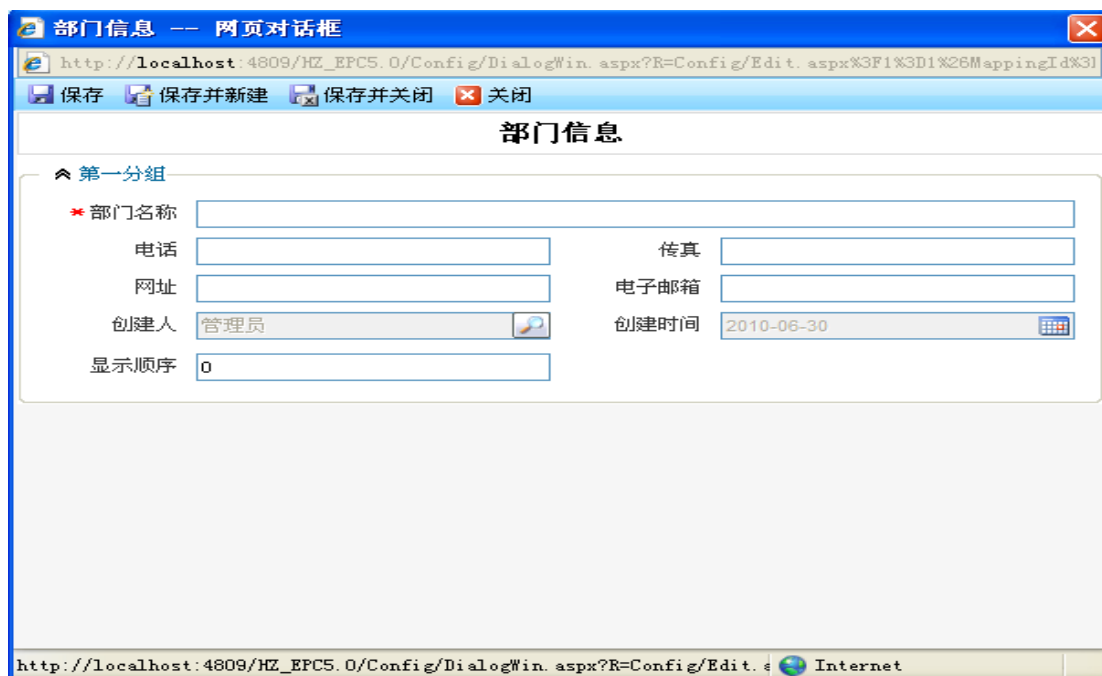 部门信息 -- 网页对话框
http://localhost:4809/HZ_EPC5.0/Config/DialogWin.aspx?R=Config/Edit.aspx%3F1%3D1%26MappingId%3
保存 保存并新建 保存并关闭 关闭
部门信息
第一分组
*部门名称
电话 传真
网址 电子邮箱
创建人 管理员 创建时间 2010-06-30
显示顺序 0
http://localhost:4809/HZ_EPC5.0/Config/DialogWin.aspx?R=Config/Edit. Internet